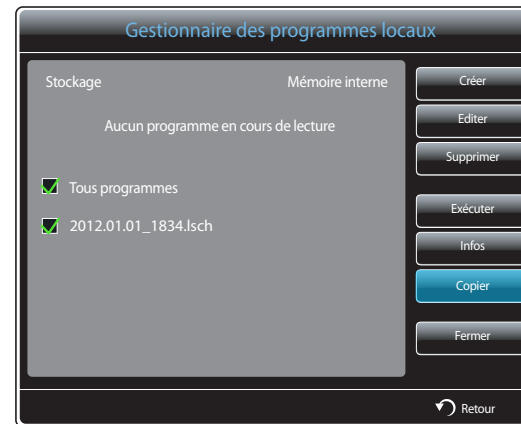 Gestionnaire des programmes locaux
Stockage Mémoire interne
Aucun programme en cours de lecture
Tous programmes
2012.01.01_1834.lsch
Créer
Editer
Supprimer
Exécuter
Infos
Copier
Fermer
Retour